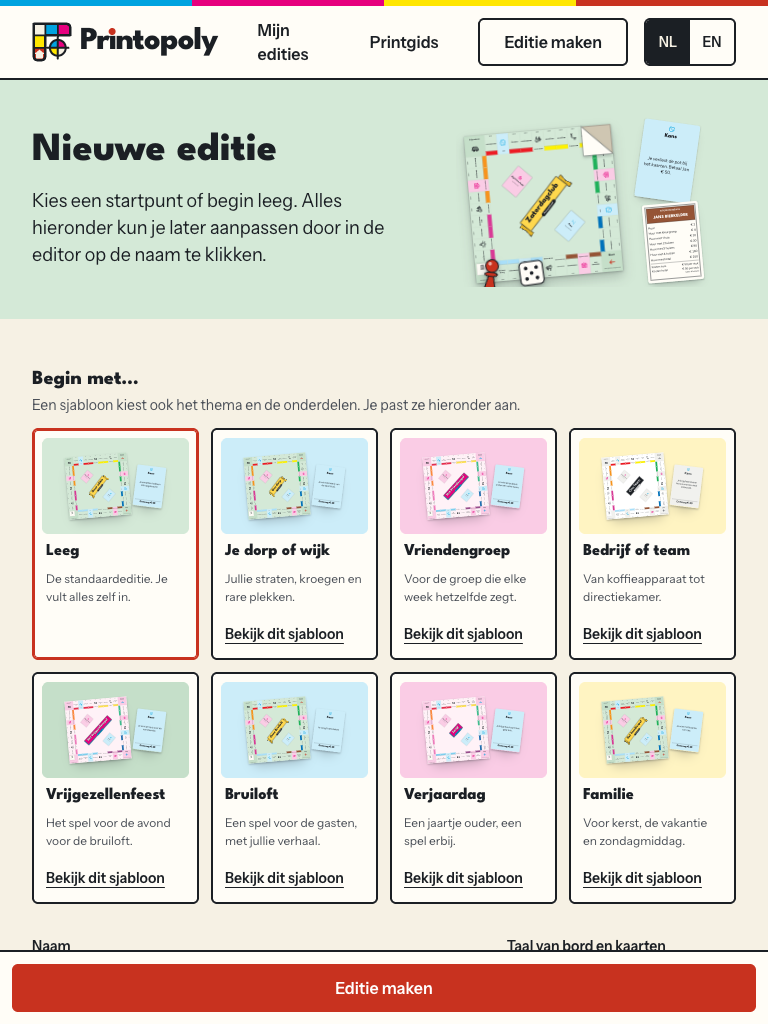 Printopoly
Mijn
edities
Printgids
Editie maken
NL
EN
Nieuwe editie
Kies een startpunt of begin leeg. Alles
hieronder kun je later aanpassen door in de
editor op de naam te klikken.
Zaterdagclub
Kans
Begin met...
Een sjabloon kiest ook het thema en de onderdelen. Je past ze hieronder aan.
Leeg
De standaardeditie. Je
vult alles zelf in.
Je dorp of wijk
Jullie straten, kroegen en
rare plekken.
Bekijk dit sjabloon
Vriendengroep
Voor de groep die elke
week hetzelfde zegt.
Bekijk dit sjabloon
Bedrijf of team
Van koffieapparaat tot
directiekamer.
Bekijk dit sjabloon
Vrijgezellenfeest
Het spel voor de avond
voor de bruiloft.
Bekijk dit sjabloon
Bruiloft
Een spel voor de gasten,
met jullie verhaal.
Bekijk dit sjabloon
Verjaardag
Een jaartje ouder, een
spel erbij.
Bekijk dit sjabloon
Familie
Voor kerst, de vakantie
en zondagmiddag.
Bekijk dit sjabloon
Naam
Taal van bord en kaarten
Editie maken